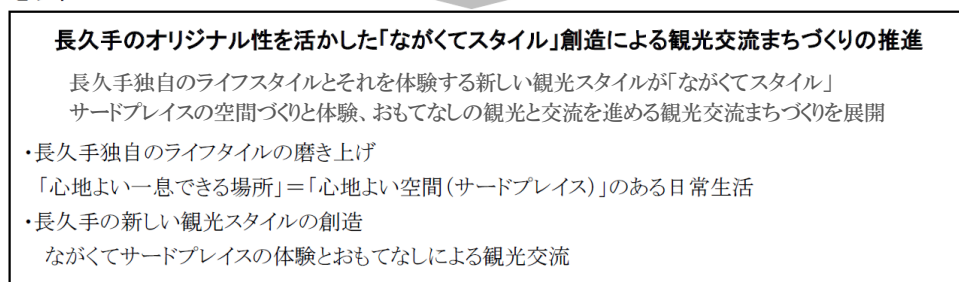 長久手のオリジナル性を活かした「ながくてスタイル」創造による観光交流まちづくりの推進
長久手独自のライフスタイルとそれを体験する新しい観光スタイルが「ながくてスタイル」
サードプレイスの空間づくりと体験、おもてなしの観光と交流を進める観光交流まちづくりを展開
・長久手独自のライフタイルの磨き上げ
「心地よい一息できる場所」＝「心地よい空間（サードプレイス）」のある日常生活
・長久手の新しい観光スタイルの創造
ながくてサードプレイスの体験とおもてなしによる観光交流